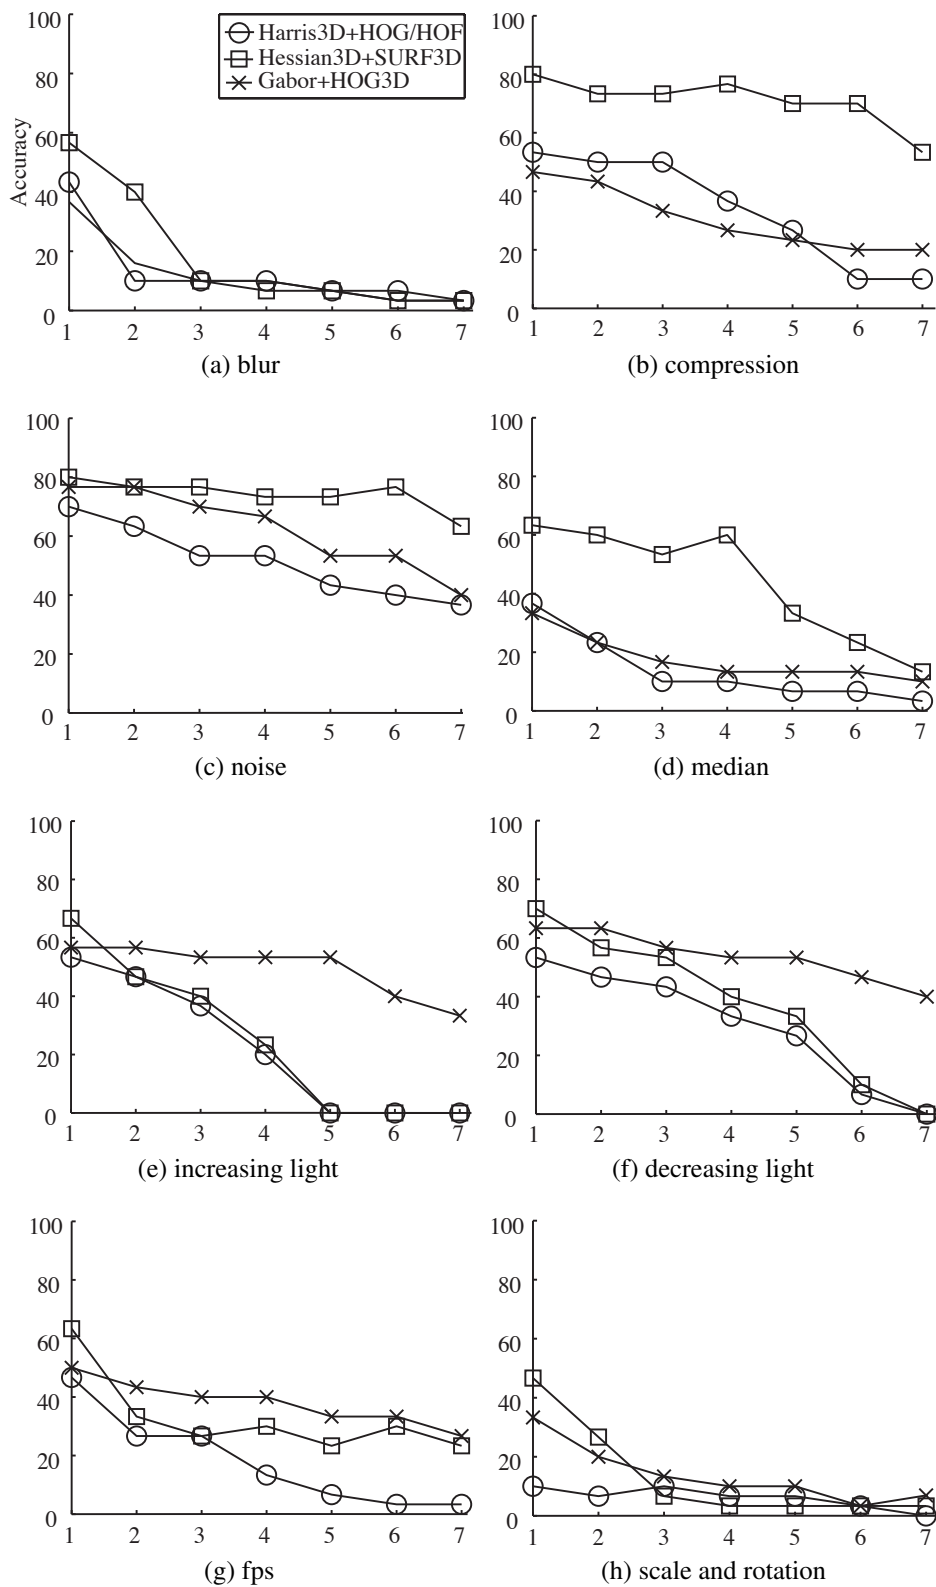 100
80
60
40
20
0
Accuracy
Harris3D+HOG/HOF
Hessian3D+SURF3D
Gabor+HOG3D
1 2 3 4 5 6 7
(a) blur
100
80
60
40
20
0
1 2 3 4 5 6 7
(b) compression
100
80
60
40
20
0
1 2 3 4 5 6 7
(c) noise
100
80
60
40
20
0
1 2 3 4 5 6 7
(d) median
100
80
60
40
20
0
1 2 3 4 5 6 7
(e) increasing light
100
80
60
40
20
0
1 2 3 4 5 6 7
(f) decreasing light
100
80
60
40
20
0
1 2 3 4 5 6 7
(g) fps
100
80
60
40
20
0
1 2 3 4 5 6 7
(h) scale and rotation